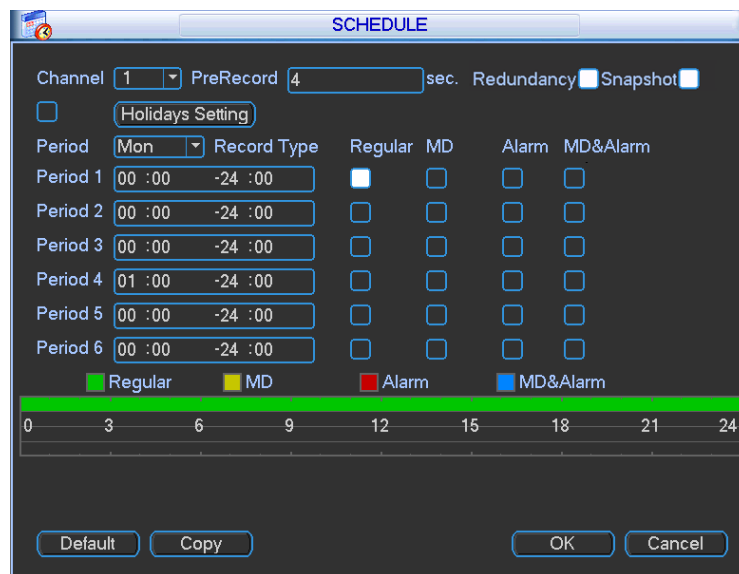 SCHEDULE
Channel 1 PreRecord 4 sec. Redundancy Snapshot
Holidays Setting
Period Mon Record Type Regular MD Alarm MD&Alarm
Period 1 00 :00 -24 :00
Period 2 00 :00 -24 :00
Period 3 00 :00 -24 :00
Period 4 01 :00 -24 :00
Period 5 00 :00 -24 :00
Period 6 00 :00 -24 :00
Regular MD Alarm MD&Alarm
0 3 6 9 12 15 18 21 24
Default Copy OK Cancel